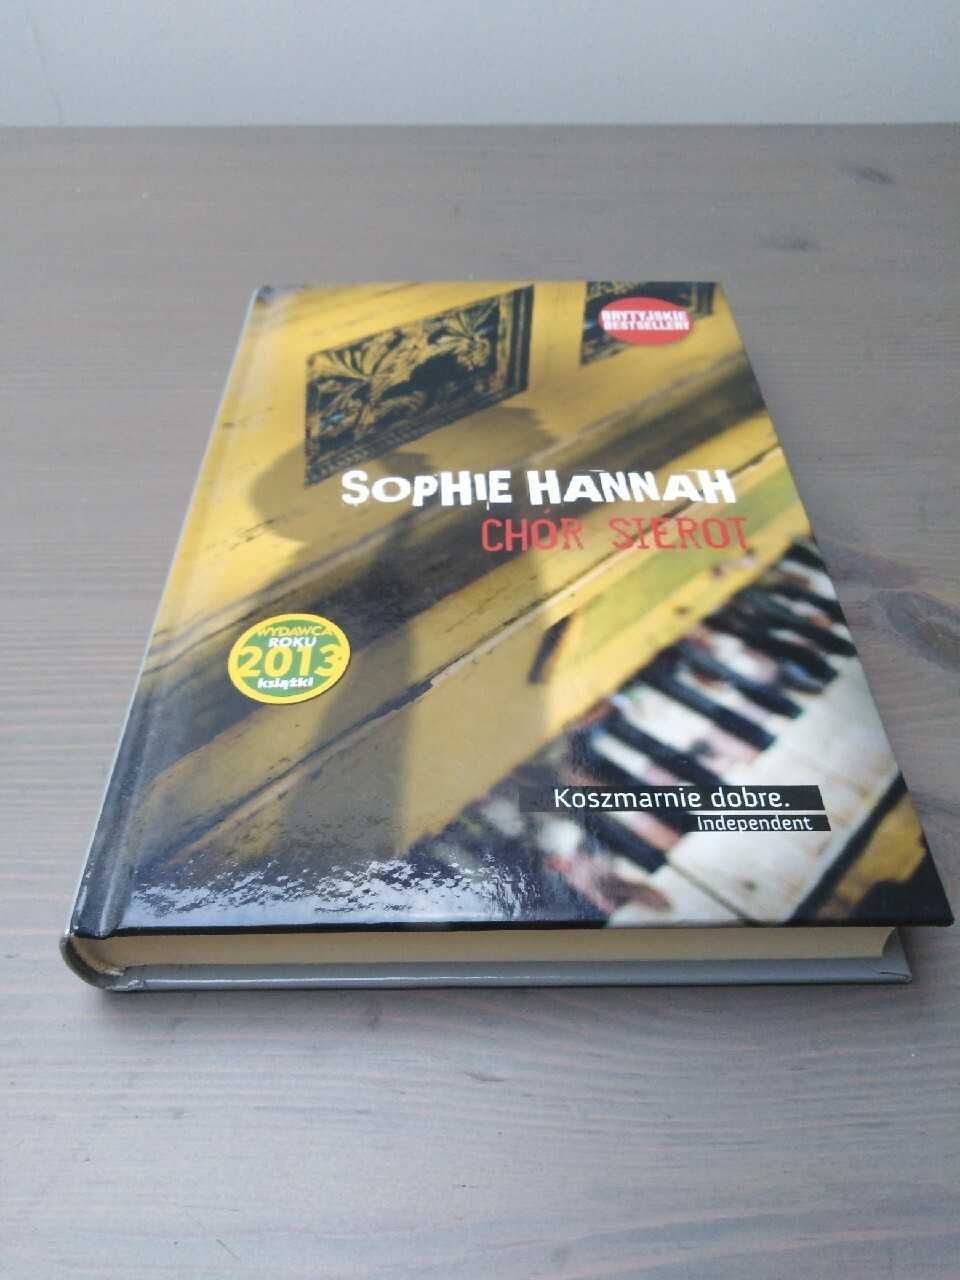 BRYTYJSKIE
BESTSELLERY
SOPHIE HANNAH
CHÓR SIEROT
WYDAWCA
ROKU
2013
książki
Koszmarnie dobre.
Independent